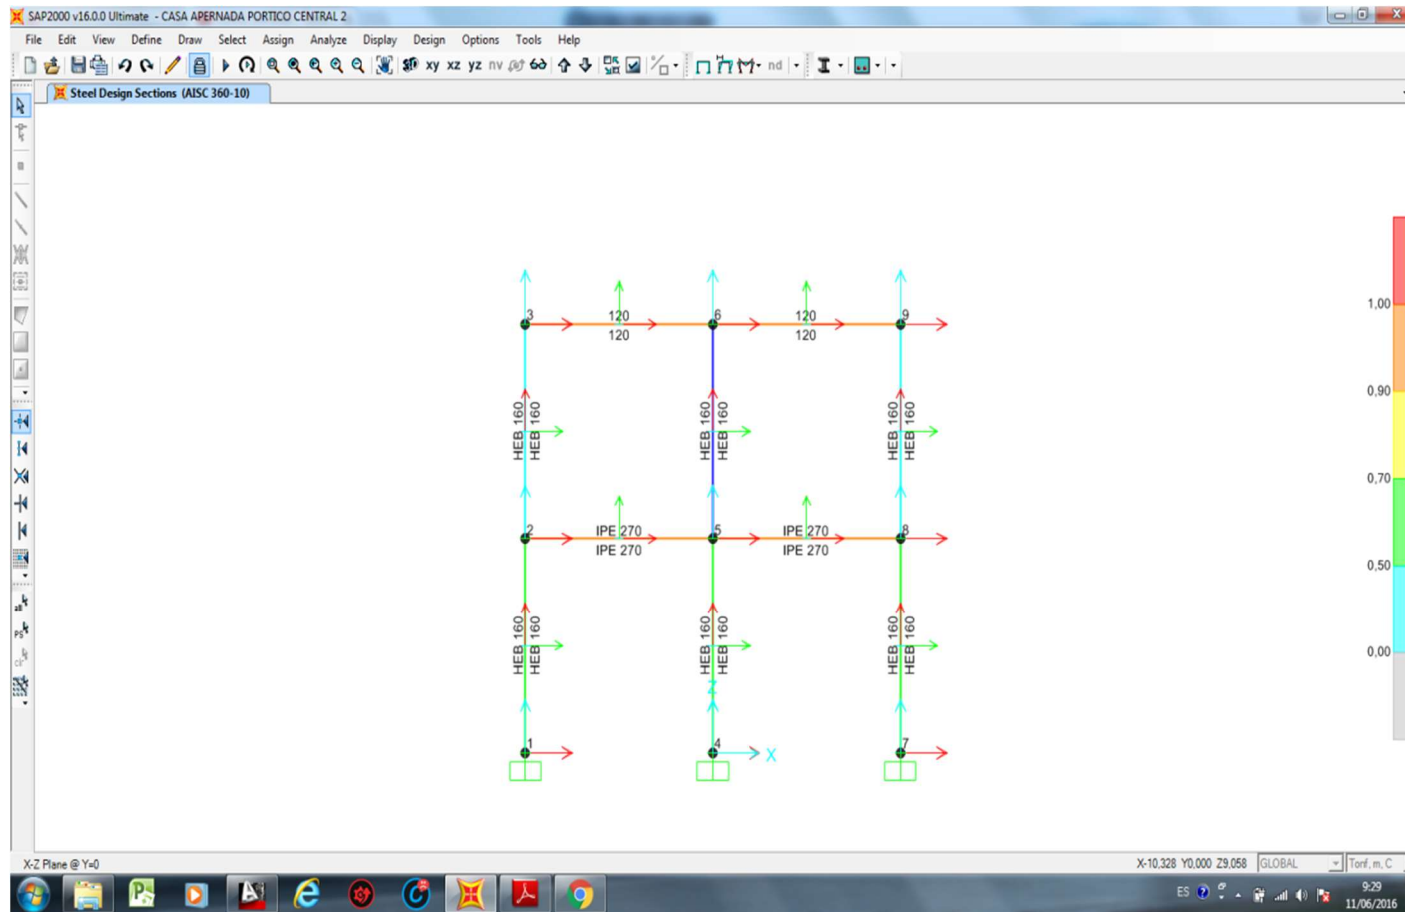 SAP2000 v16.0.0 Ultimate - CASA APERNADA PORTICO CENTRAL 2
File Edit View Define Draw Select Assign Analyze Display Design Options Tools Help
3D xy xz yz nv nd
Steel Design Sections (AISC 360-10)
3 120 6 120 9
120 120
1,00
0,90
HEB 160 HEB 160 HEB 160 HEB 160 HEB 160 HEB 160
0,70
2 IPE 270 5 IPE 270 8
IPE 270 IPE 270
0,50
all
PS
clr
HEB 160 HEB 160 HEB 160 HEB 160 HEB 160 HEB 160
0,00
Z
1 4 X 7
X-Z Plane @ Y=0
X-10,328 Y0,000 Z9,058 GLOBAL Tonf, m, C
ES 9:29
11/06/2016